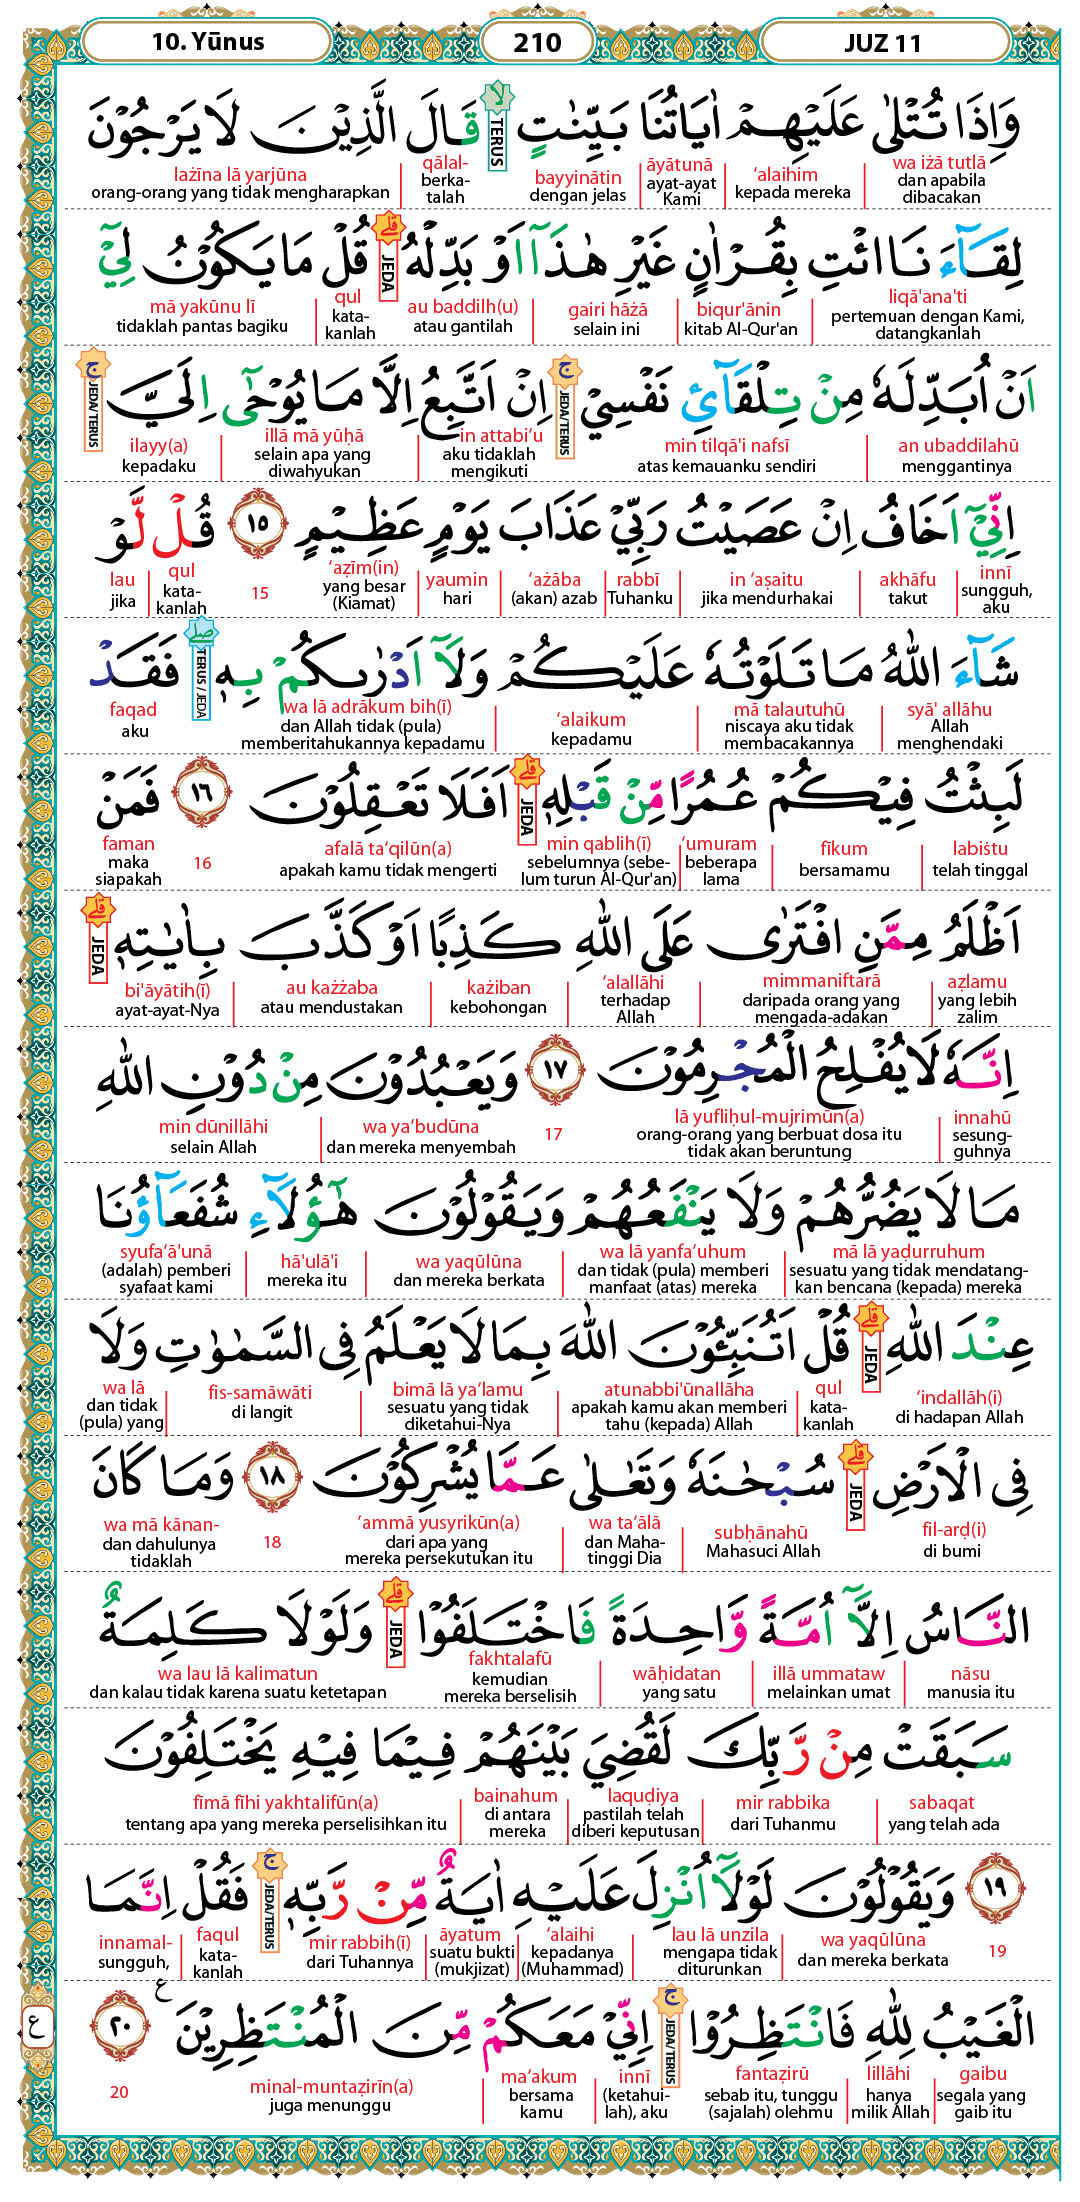 10. Yūnus 210 JUZ 11
وَاِذَا تُتْلٰى عَلَيْهِمْ اٰيَاتُنَا بَيِّنٰتٍ ۙ قَالَ الَّذِيْنَ لَا يَرْجُوْنَ
TERUS
wa iżā tutlā ‘alaihim āyātunā bayyinātin qālal- lażīna lā yarjūna
dan apabila dibacakan kepada mereka ayat-ayat Kami dengan jelas berka-talah orang-orang yang tidak mengharapkan
لِقَاۤءَنَا ائْتِ بِقُرْاٰنٍ غَيْرِ هٰذَآ اَوْ بَدِّلْهُ ۗ قُلْ مَا يَكُوْنُ لِيْٓ
JEDA
liqā'ana'ti biqur'ānin gairi hāżā au baddilh(u) qul mā yakūnu lī
pertemuan dengan Kami, datangkanlah kitab Al-Qur'an selain ini atau gantilah kata-kanlah tidaklah pantas bagiku
اَنْ اُبَدِّلَهٗ مِنْ تِلْقَاۤئِ نَفْسِيْ ۚ اِنْ اَتَّبِعُ اِلَّا مَا يُوْحٰٓى اِلَيَّ ۚ
JEDA/TERUS JEDA/TERUS
an ubaddilahū min tilqā'i nafsī in attabi‘u illā mā yūḥā ilayy(a)
menggantinya atas kemauanku sendiri aku tidaklah mengikuti selain apa yang diwahyukan kepadaku
اِنِّيْٓ اَخَافُ اِنْ عَصَيْتُ رَبِّيْ عَذَابَ يَوْمٍ عَظِيْمٍ ١٥ قُلْ لَّوْ
innī akhāfu in ‘aṣaitu rabbī ‘ażāba yaumin ‘aẓīm(in) 15 qul lau
sungguh, aku takut jika mendurhakai Tuhanku (akan) azab hari yang besar (Kiamat) kata-kanlah jika
شَاۤءَ اللّٰهُ مَا تَلَوْتُهٗ عَلَيْكُمْ وَلَآ اَدْرٰىكُمْ بِهٖ ۖ فَقَدْ
TERUS / JEDA
syā' allāhu mā talautuhū ‘alaikum wa lā adrākum bih(ī) faqad
Allah menghendaki niscaya aku tidak membacakannya kepadamu dan Allah tidak (pula) memberitahukannya kepadamu aku
لَبِثْتُ فِيْكُمْ عُمُرًا مِّنْ قَبْلِهٖ ۗ اَفَلَا تَعْقِلُوْنَ ١٦ فَمَنْ
JEDA
labiṡtu fīkum ‘umuram min qablih(ī) afalā ta‘qilūn(a) 16 faman
telah tinggal bersamamu beberapa lama sebelumnya (sebe-lum turun Al-Qur'an) apakah kamu tidak mengerti maka siapakah
اَظْلَمُ مِمَّنِ افْتَرٰى عَلَى اللّٰهِ كَذِبًا اَوْ كَذَّبَ بِاٰيٰتِهٖ ۗ
JEDA
aẓlamu mimmaniftarā ‘alallāhi każiban au każżaba bi'āyātih(ī)
yang lebih zalim daripada orang yang mengada-adakan terhadap Allah kebohongan atau mendustakan ayat-ayat-Nya
اِنَّهٗ لَا يُفْلِحُ الْمُجْرِمُوْنَ ١٧ وَيَعْبُدُوْنَ مِنْ دُوْنِ اللّٰهِ
innahū lā yufliḥul-mujrimūn(a) 17 wa ya‘budūna min dūnillāhi
sesung-guhnya orang-orang yang berbuat dosa itu tidak akan beruntung dan mereka menyembah selain Allah
مَا لَا يَضُرُّهُمْ وَلَا يَنْفَعُهُمْ وَيَقُوْلُوْنَ هٰٓؤُلَاۤءِ شُفَعَاۤؤُنَا
mā lā yaḍurruhum wa lā yanfa‘uhum wa yaqūlūna hā'ulā'i syufa‘ā'unā
sesuatu yang tidak mendatang-kan bencana (kepada) mereka dan tidak (pula) memberi manfaat (atas) mereka dan mereka berkata mereka itu (adalah) pemberi syafaat kami
عِنْدَ اللّٰهِ ۗ قُلْ اَتُنَبِّـُٔوْنَ اللّٰهَ بِمَا لَا يَعْلَمُ فِى السَّمٰوٰتِ وَلَا
JEDA
‘indallāh(i) qul atunabbi'ūnallāha bimā lā ya‘lamu fis-samāwāti wa lā
di hadapan Allah kata-kanlah apakah kamu akan memberi tahu (kepada) Allah sesuatu yang tidak diketahui-Nya di langit dan tidak (pula) yang
فِى الْاَرْضِ ۗ سُبْحٰنَهٗ وَتَعٰلٰى عَمَّا يُشْرِكُوْنَ ١٨ وَمَا كَانَ
JEDA
fil-arḍ(i) subḥānahū wa ta‘ālā ‘ammā yusyrikūn(a) 18 wa mā kānan-
di bumi Mahasuci Allah dan Maha-tinggi Dia dari apa yang mereka persekutukan itu dan dahulunya tidaklah
النَّاسُ اِلَّآ اُمَّةً وَّاحِدَةً فَاخْتَلَفُوْا ۗ وَلَوْلَا كَلِمَةٌ
JEDA
nāsu illā ummataw wāḥidatan fakhtalafū wa lau lā kalimatun
manusia itu melainkan umat yang satu kemudian mereka berselisih dan kalau tidak karena suatu ketetapan
سَبَقَتْ مِنْ رَّبِّكَ لَقُضِيَ بَيْنَهُمْ فِيْمَا فِيْهِ يَخْتَلِفُوْنَ
sabaqat mir rabbika laquḍiya bainahum fīmā fīhi yakhtalifūn(a)
yang telah ada dari Tuhanmu pastilah telah diberi keputusan di antara mereka tentang apa yang mereka perselisihkan itu
١٩ وَيَقُوْلُوْنَ لَوْلَآ اُنْزِلَ عَلَيْهِ اٰيَةٌ مِّنْ رَّبِّهٖ ۚ فَقُلْ اِنَّمَا
JEDA/TERUS
19 wa yaqūlūna lau lā unzila ‘alaihi āyatum mir rabbih(ī) faqul innamal-
dan mereka berkata mengapa tidak diturunkan kepadanya (Muhammad) suatu bukti (mukjizat) dari Tuhannya kata-kanlah sungguh,
الْغَيْبُ لِلّٰهِ فَانْتَظِرُوْا ۚ اِنِّيْ مَعَكُمْ مِّنَ الْمُنْتَظِرِيْنَ ࣖ ٢٠ ع
JEDA/TERUS
gaibu lillāhi fantaẓirū innī ma‘akum minal-muntaẓirīn(a) 20
segala yang gaib itu hanya milik Allah sebab itu, tunggu (sajalah) olehmu (ketahui-lah), aku bersama kamu juga menunggu